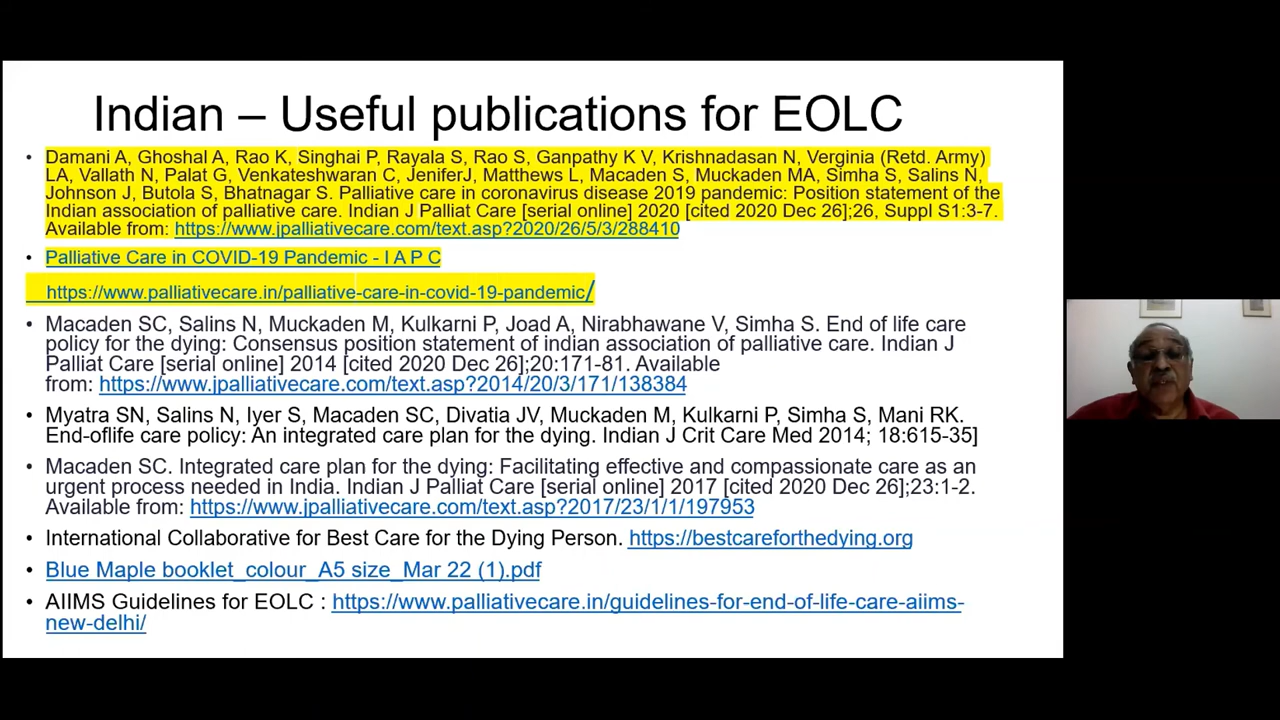 Indian – Useful publications for EOLC
• Damani A, Ghoshal A, Rao K, Singhai P, Rayala S, Rao S, Ganpathy K V, Krishnadasan N, Verginia (Retd. Army)
LA, Vallath N, Palat G, Venkateshwaran C, JeniferJ, Matthews L, Macaden S, Muckaden MA, Simha S, Salins N,
Johnson J, Butola S, Bhatnagar S. Palliative care in coronavirus disease 2019 pandemic: Position statement of the
Indian association of palliative care. Indian J Palliat Care [serial online] 2020 [cited 2020 Dec 26];26, Suppl S1:3-7.
Available from: https://www.jpalliativecare.com/text.asp?2020/26/5/3/288410
• Palliative Care in COVID-19 Pandemic - I A P C
https://www.palliativecare.in/palliative-care-in-covid-19-pandemic/
• Macaden SC, Salins N, Muckaden M, Kulkarni P, Joad A, Nirabhawane V, Simha S. End of life care
policy for the dying: Consensus position statement of indian association of palliative care. Indian J
Palliat Care [serial online] 2014 [cited 2020 Dec 26];20:171-81. Available
from: https://www.jpalliativecare.com/text.asp?2014/20/3/171/138384
• Myatra SN, Salins N, Iyer S, Macaden SC, Divatia JV, Muckaden M, Kulkarni P, Simha S, Mani RK.
End-oflife care policy: An integrated care plan for the dying. Indian J Crit Care Med 2014; 18:615-35]
• Macaden SC. Integrated care plan for the dying: Facilitating effective and compassionate care as an
urgent process needed in India. Indian J Palliat Care [serial online] 2017 [cited 2020 Dec 26];23:1-2.
Available from: https://www.jpalliativecare.com/text.asp?2017/23/1/1/197953
• International Collaborative for Best Care for the Dying Person. https://bestcareforthedying.org
• Blue Maple booklet_colour_A5 size_Mar 22 (1).pdf
• AIIMS Guidelines for EOLC : https://www.palliativecare.in/guidelines-for-end-of-life-care-aiims-
new-delhi/